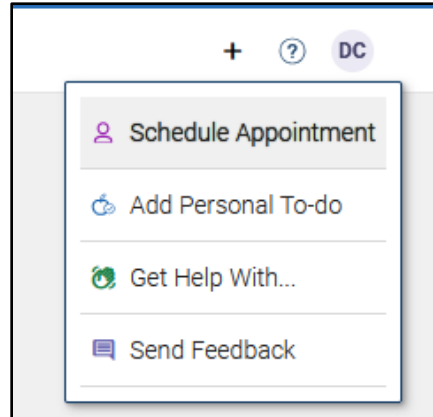 + ? DC
Schedule Appointment
Add Personal To-do
Get Help With...
Send Feedback